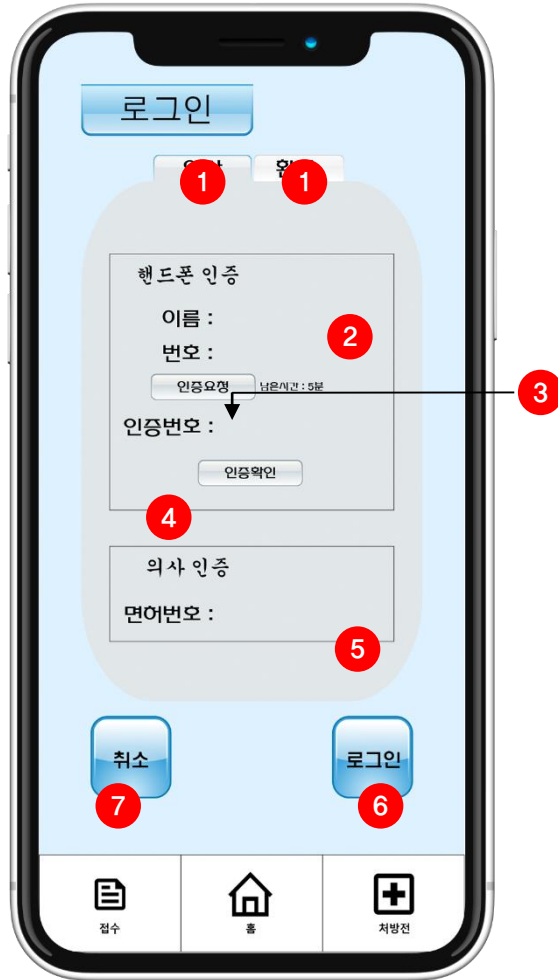 로그인
1 1
핸드폰 인증
이름 :
2
번호 :
인증요청 남은시간 : 5분
3
인증번호 :
인증확인
4
의사 인증
면허번호 :
5
취소 로그인
7 6
접수 홈 처방전